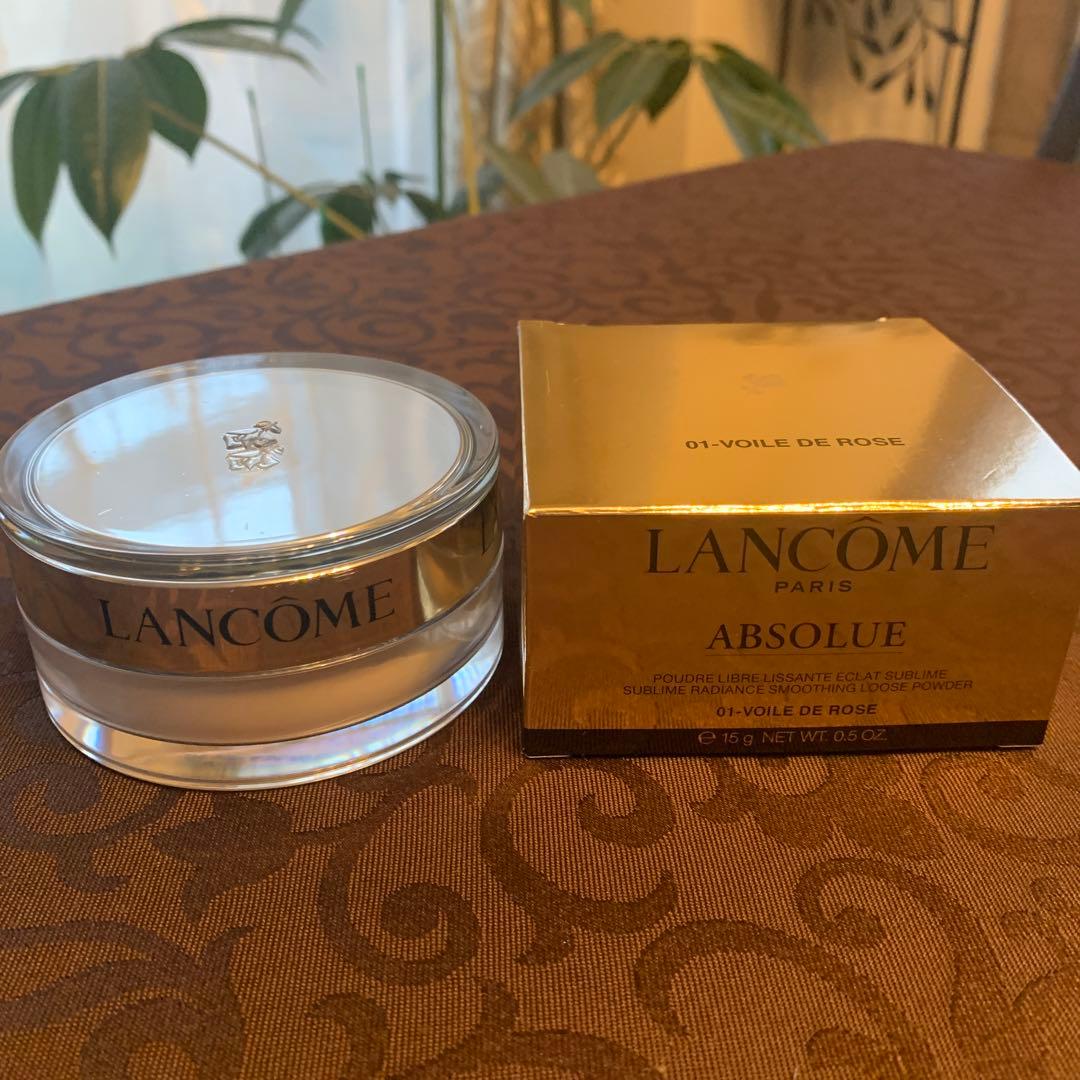 LANCÔME
01-VOILE DE ROSE
LANCÔME
PARIS
ABSOLUE
POUDRE LIBRE LISSANTE ECLAT SUBLIME
SUBLIME RADIANCE SMOOTHING LOOSE POWDER
01-VOILE DE ROSE
e 15 g NET WT. 0.5 OZ.